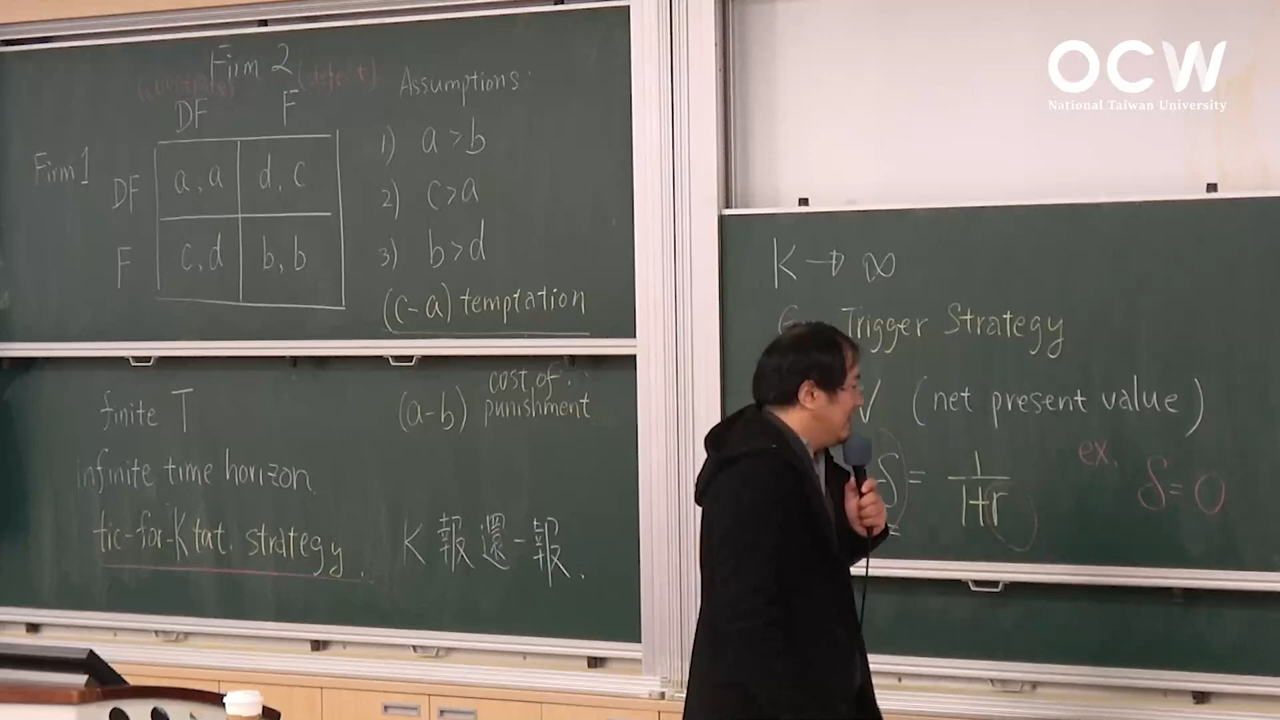 Firm 2
(cooperate) (defect)
DF F
Firm 1
DF a, a d, c
F c, d b, b
Assumptions:
1) a > b
2) c > a
3) b > d
(c-a) temptation
finite T
(a-b) cost of punishment
infinite time horizon
tic-for-K tat. strategy.
K報還一報.
OCW
National Taiwan University
K → ∞
Trigger Strategy
(net present value)
δ = 1/1+r
ex. δ = 0